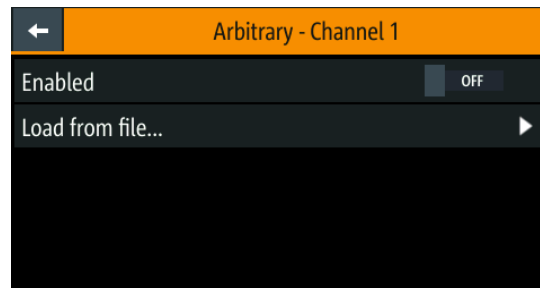 Arbitrary - Channel 1
Enabled OFF
Load from file...